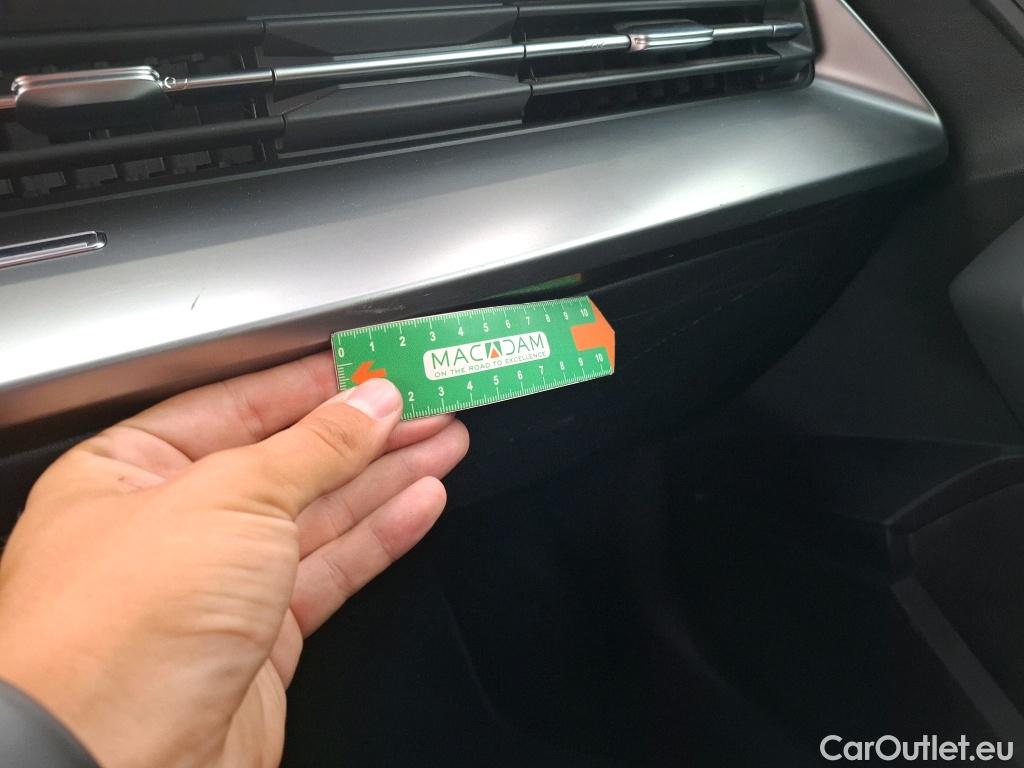 0 1 2 3 4 5 6 7 8 9 10
MACADAM
ON THE ROAD TO EXCELLENCE
2 3 4 5 6 7 8 9 10
CarOutlet.eu